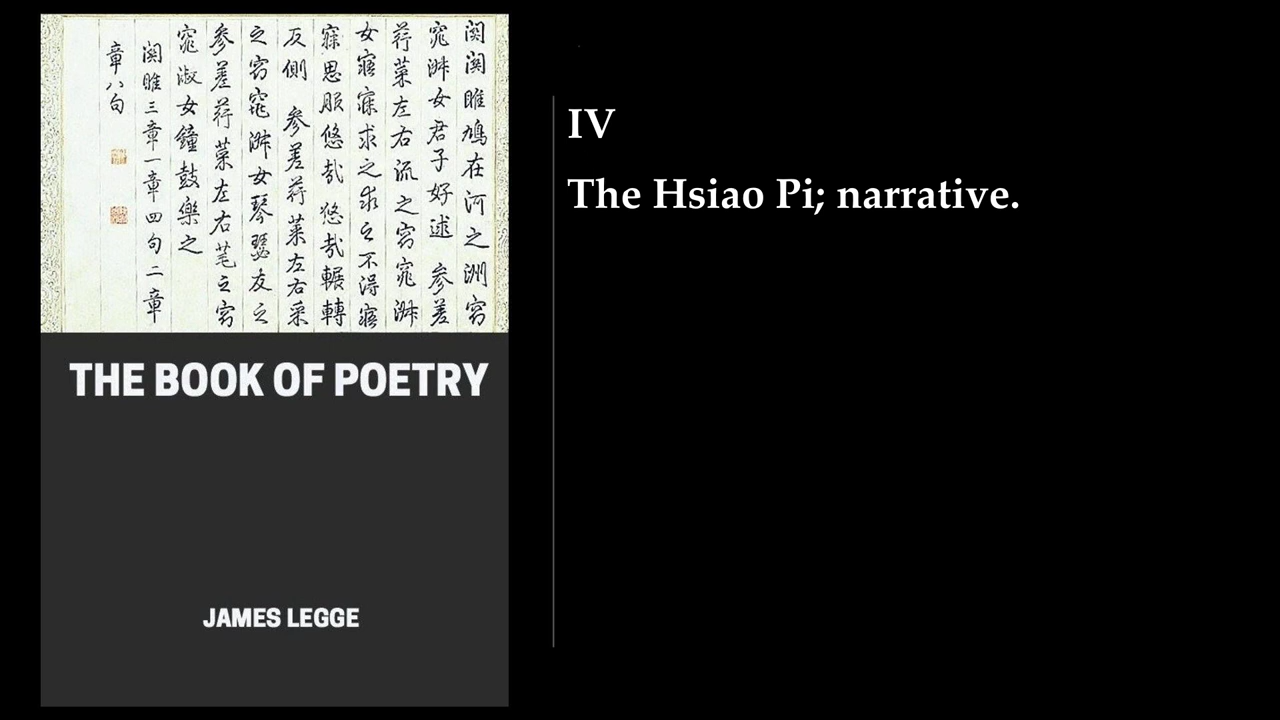 關關雎鳩在河之洲窈
窕淑女君子好逑 參差
荇菜左右流之窈窕淑
女寤寐求之求之不得寤
寐思服悠哉悠哉輾轉
反側 參差荇菜左右采
之窈窕淑女琴瑟友之
參差荇菜左右芼之窈
窕淑女鐘鼓樂之
關雎三章一章四句二章
章八句
THE BOOK OF POETRY
JAMES LEGGE
IV
The Hsiao Pi; narrative.